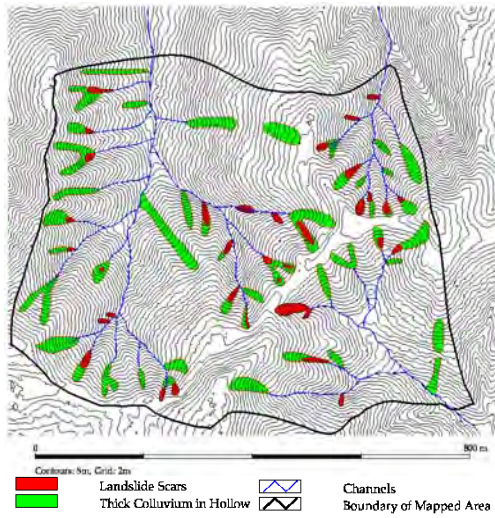 0 800 m
Contours: 5m, Grid: 2m
Landslide Scars Channels
Thick Colluvium in Hollow Boundary of Mapped Area